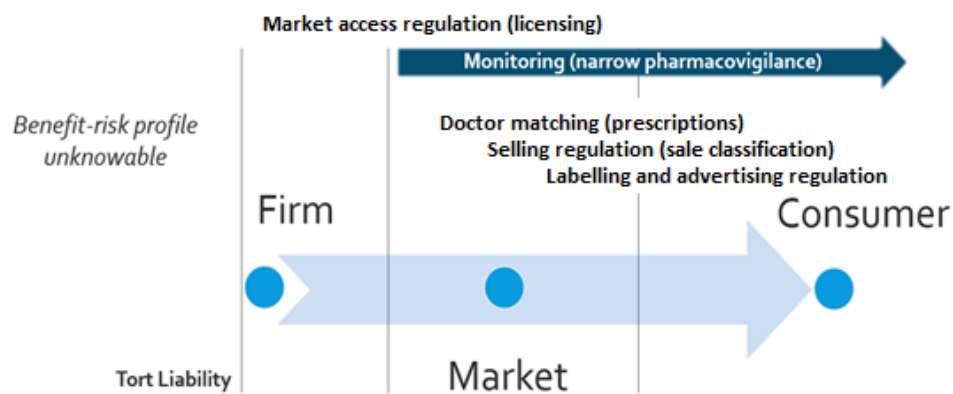 Market access regulation (licensing)
Monitoring (narrow pharmacovigilance)
Benefit-risk profile
unknowable
Doctor matching (prescriptions)
Selling regulation (sale classification)
Labelling and advertising regulation
Firm
Consumer
Tort Liability
Market